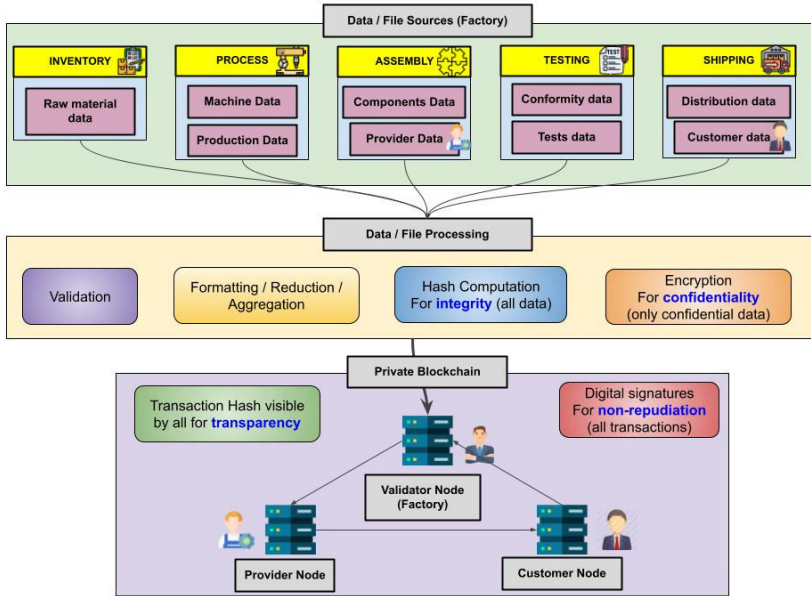 Data / File Sources (Factory)
INVENTORY
PROCESS
ASSEMBLY
TESTING
TEST
SHIPPING
Raw material
data
Machine Data
Production Data
Components Data
Provider Data
Conformity data
Tests data
Distribution data
Customer data
Data / File Processing
Validation
Formatting / Reduction /
Aggregation
Hash Computation
For integrity (all data)
Encryption
For confidentiality
(only confidential data)
Private Blockchain
Transaction Hash visible
by all for transparency
Digital signatures
For non-repudiation
(all transactions)
Validator Node
(Factory)
Provider Node
Customer Node